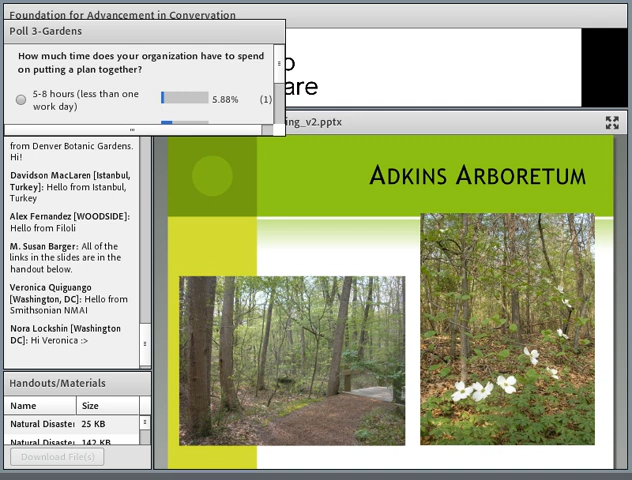 Foundation for Advancement in Convervation
Poll 3-Gardens
How much time does your organization have to spend
on putting a plan together?
5-8 hours (less than one
work day)
5.88%
(1)
are
ing_v2.pptx
from Denver Botanic Gardens.
Hi!
Davidson MacLaren [Istanbul,
Turkey]: Hello from Istanbul,
Turkey
Alex Fernandez [WOODSIDE]:
Hello from Filoli
M. Susan Barger: All of the
links in the slides are in the
handout below.
Veronica Quiguango
[Washington, DC]: Hello from
Smithsonian NMAI
Nora Lockshin [Washington
DC]: Hi Veronica :>
Handouts/Materials
Name Size
Natural Disaste 25 KB
Natural Disaste 142 KB
Download File(s)
ADKINS ARBORETUM